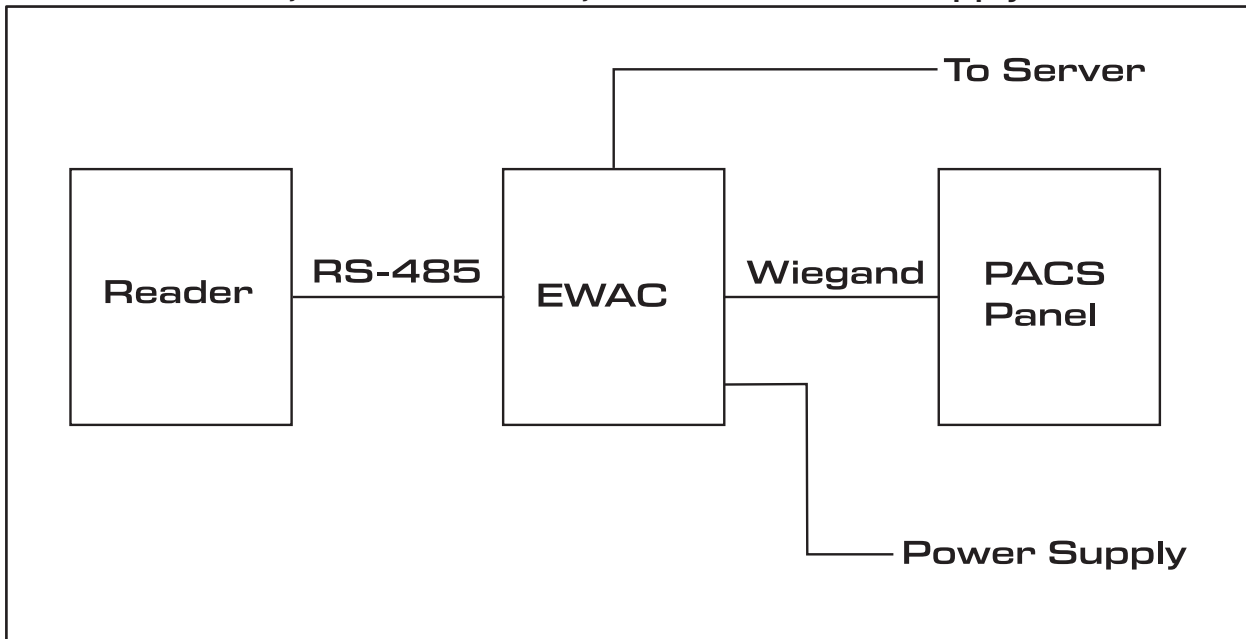 To Server
Reader
RS-485
EWAC
Wiegand
PACS
Panel
Power Supply